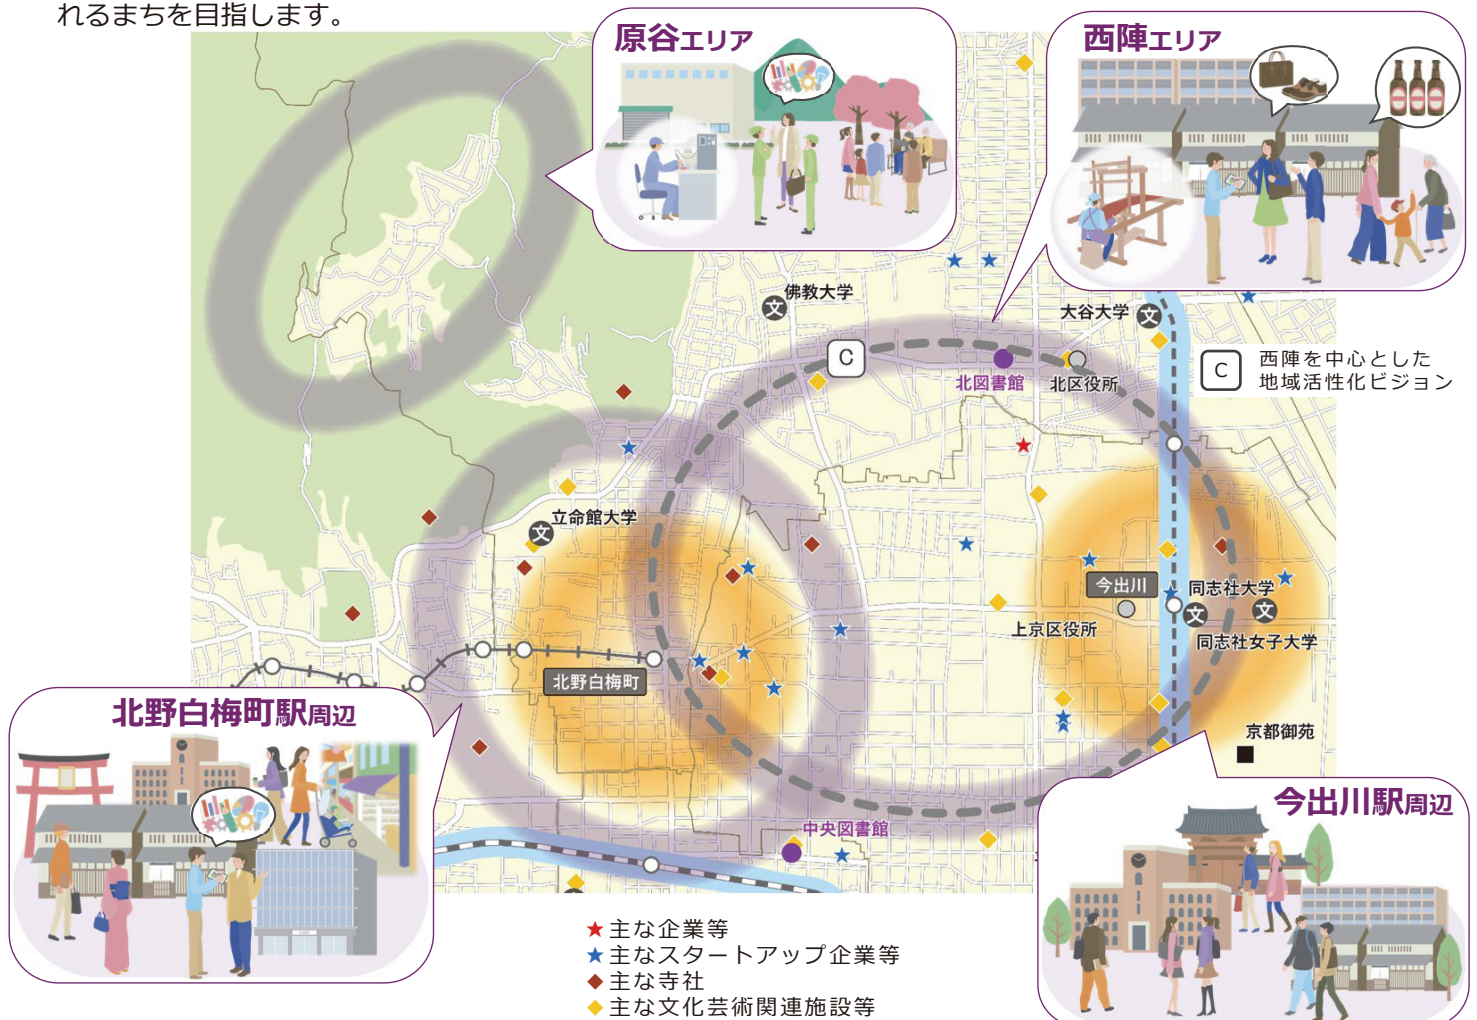 れるまちを目指します。
原谷エリア
西陣エリア
佛教大学
文
大谷大学
文
C
北図書館
北区役所
C
西陣を中心とした
地域活性化ビジョン
立命館大学
文
今出川
同志社大学
文
文
上京区役所
同志社女子大学
北野白梅町
北野白梅町駅周辺
京都御苑
今出川駅周辺
中央図書館
主な企業等
主なスタートアップ企業等
主な寺社
主な文化芸術関連施設等